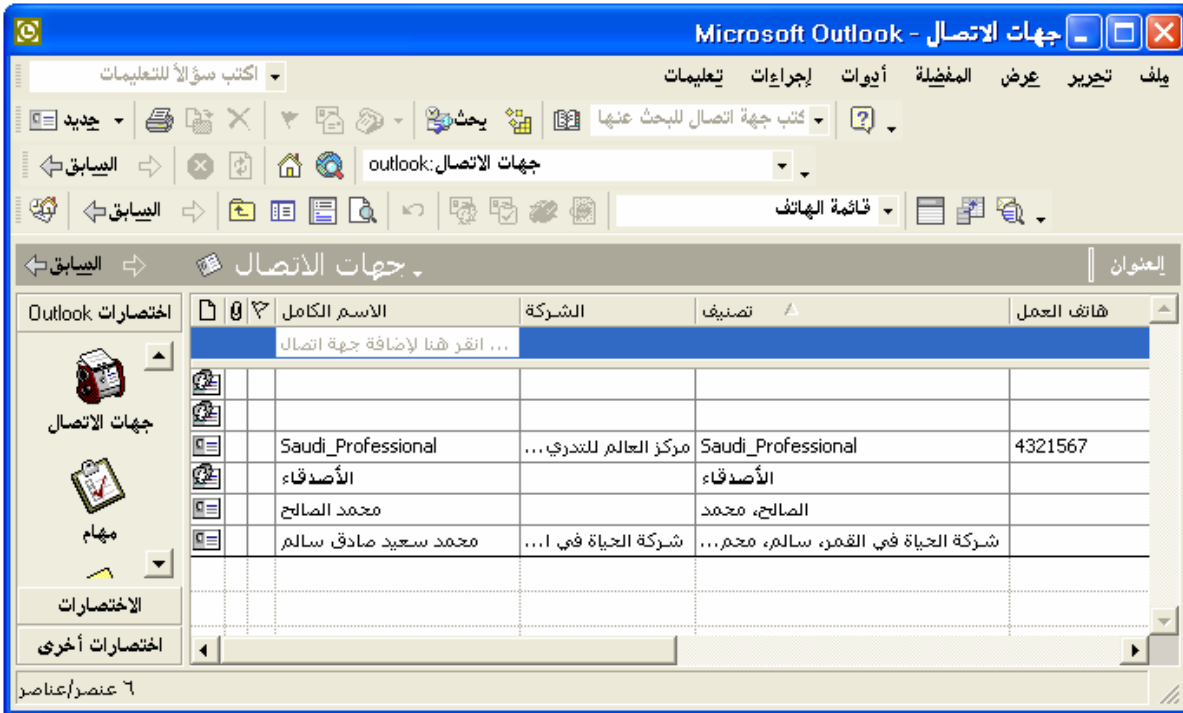 جهات الاتصال - Microsoft Outlook
ملف تحرير عرض المفضلة أدوات إجراءات تعليمات
اكتب سؤالاً للتعليمات
جديد
بحث
كتب جهة اتصال للبحث عنها
السابق
outlook:جهات الاتصال
السابق
قائمة الهاتف
السابق
جهات الاتصال
العنوان
اختصارات Outlook
جهات الاتصال
مهام
الاختصارات
اختصارات أخرى
الاسم الكامل الشركة تصنيف هاتف العمل
انقر هنا لإضافة جهة اتصال ...
Saudi_Professional مركز العالم للتدري... Saudi_Professional 4321567
الأصدقاء الأصدقاء
محمد الصالح الصالح، محمد
محمد سعيد صادق سالم شركة الحياة في ا... شركة الحياة في القمر، سالم، محم...
٦ عنصر/عناصر